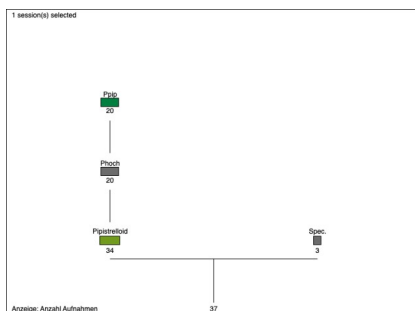 1 session(s) selected
Ppip
20
Phoch
20
Pipistrelloid
34
Spec.
3
37
Anzeige: Anzahl Aufnahmen